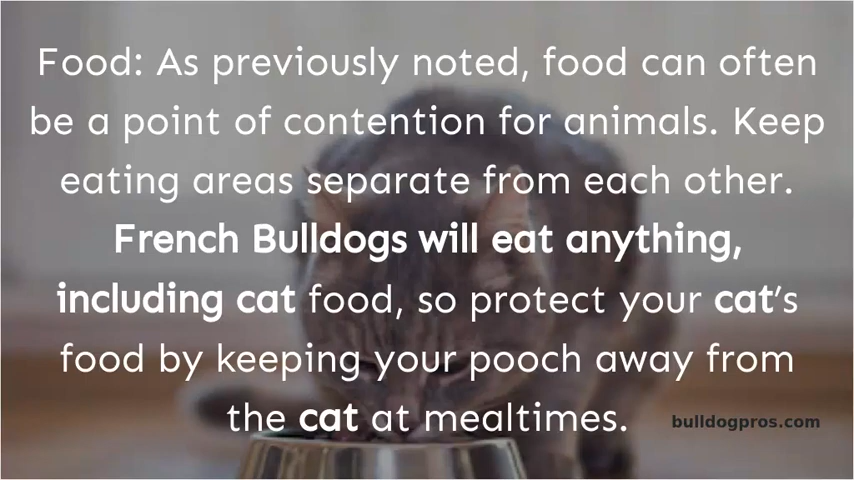 Food: As previously noted, food can often
be a point of contention for animals. Keep
eating areas separate from each other.
French Bulldogs will eat anything,
including cat food, so protect your cat’s
food by keeping your pooch away from
the cat at mealtimes.
bulldogpros.com